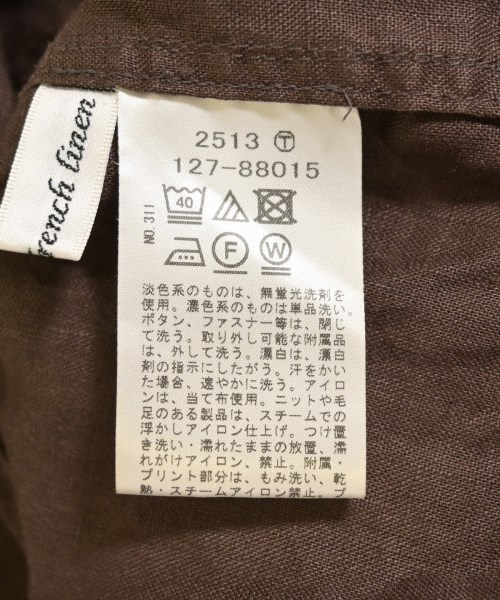 French linen
2513 Ⓣ
127-88015
40
NO.311
F
W
淡色系のものは、無蛍光洗剤を
使用。濃色系のものは単品洗い。
ボタン、ファスナー等は、閉じ
て洗う。取り外し可能な附属品
は、外して洗う。漂白は、漂白
剤の指示にしたがう。汗をかい
た場合、速やかに洗う。アイロ
ンは、当て布使用。ニットや毛
足のある製品は、スチームでの
浮かしアイロン仕上げ。つけ置
き洗い・濡れたままの放置、濡
れがけアイロン、禁止。附属・
プリント部分は、もみ洗い、乾
熱・スチームアイロン禁止。プ